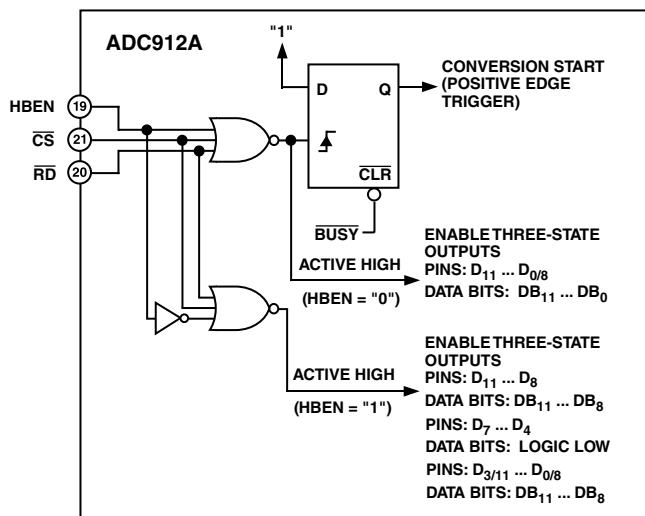 ADC912A
"1"
HBEN 19
CS 21
RD 20
D Q
CLR
BUSY
CONVERSION START
(POSITIVE EDGE
TRIGGER)
ACTIVE HIGH
(HBEN = "0")
ENABLE THREE-STATE
OUTPUTS
PINS: D11 ... D0/8
DATA BITS: DB11 ... DB0
ACTIVE HIGH
(HBEN = "1")
ENABLE THREE-STATE
OUTPUTS
PINS: D11 ... D8
DATA BITS: DB11 ... DB8
PINS: D7 ... D4
DATA BITS: LOGIC LOW
PINS: D3/11 ... D0/8
DATA BITS: DB11 ... DB8